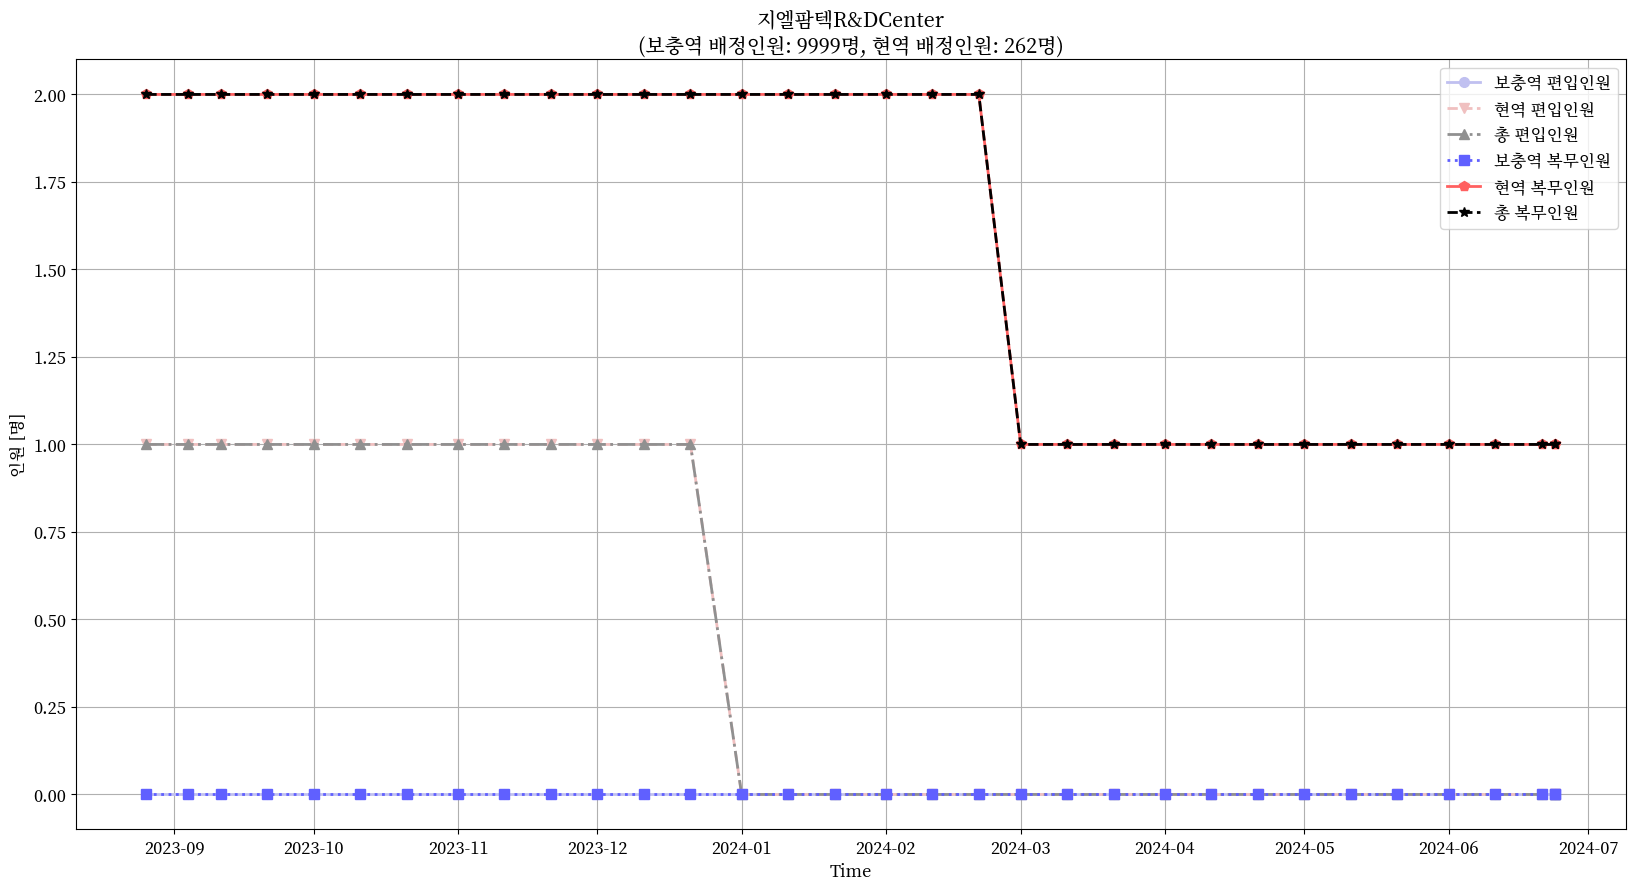 지엘팜텍R&DCenter
(보충역 배정인원: 9999명, 현역 배정인원: 262명)
보충역 편입인원
현역 편입인원
총 편입인원
보충역 복무인원
현역 복무인원
총 복무인원
인원 [명]
2.00
1.75
1.50
1.25
1.00
0.75
0.50
0.25
0.00
2023-09 2023-10 2023-11 2023-12 2024-01 2024-02 2024-03 2024-04 2024-05 2024-06 2024-07
Time